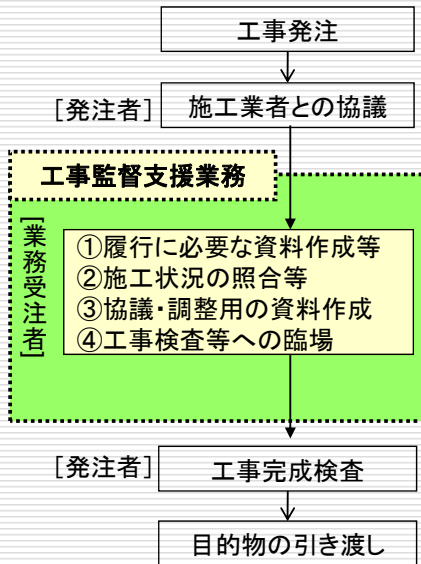 工事発注
[発注者]
施工業者との協議
工事監督支援業務
[業務受注者]
①履行に必要な資料作成等
②施工状況の照合等
③協議・調整用の資料作成
④工事検査等への臨場
[発注者]
工事完成検査
目的物の引き渡し